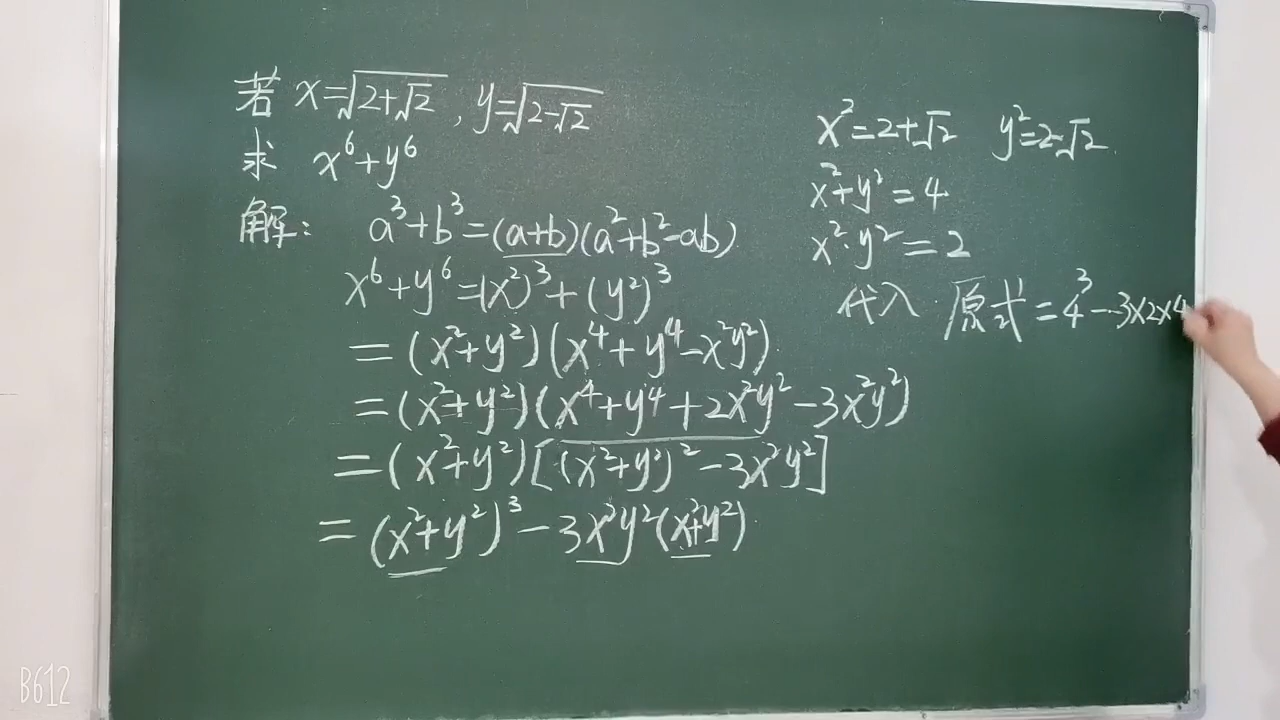 若 x=√(2+√2) , y=√(2-√2)
求 x⁶+y⁶
解: a³+b³=(a+b)(a²+b²-ab)
x⁶+y⁶=(x²)³+(y²)³
=(x²+y²)(x⁴+y⁴-x²y²)
=(x²+y²)(x⁴+y⁴+2x²y²-3x²y²)
=(x²+y²)[(x²+y²)²-3x²y²]
=(x²+y²)³-3x²y²(x²+y²)
x²=2+√2 y²=2-√2
x²+y²=4
x²·y²=2
代入 原式=4³-3×2×4
B612